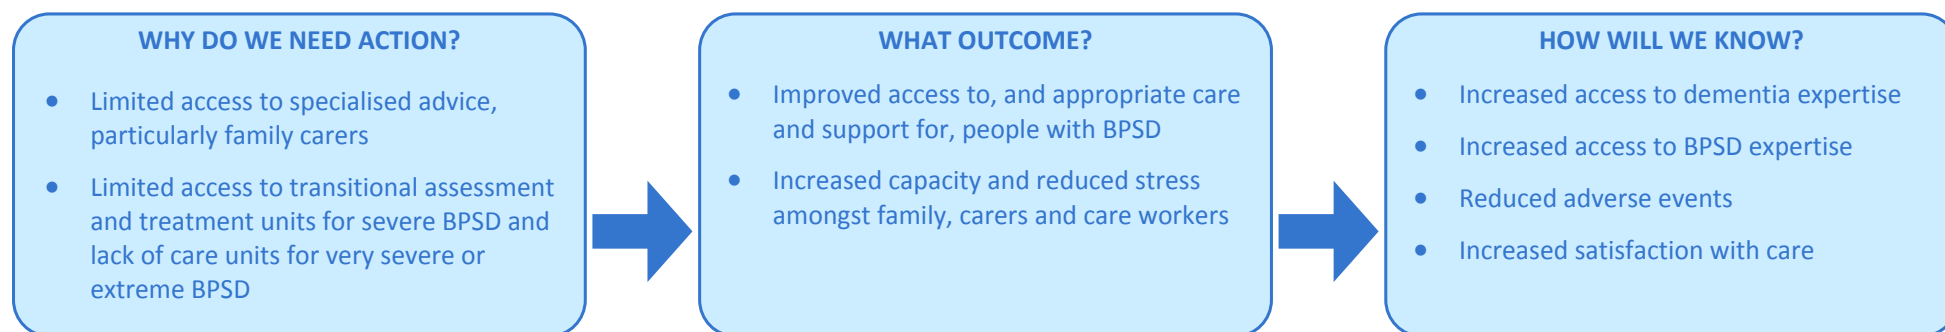 WHY DO WE NEED ACTION?
• Limited access to specialised advice,
particularly family carers
• Limited access to transitional assessment
and treatment units for severe BPSD and
lack of care units for very severe or
extreme BPSD
WHAT OUTCOME?
• Improved access to, and appropriate care
and support for, people with BPSD
• Increased capacity and reduced stress
amongst family, carers and care workers
HOW WILL WE KNOW?
• Increased access to dementia expertise
• Increased access to BPSD expertise
• Reduced adverse events
• Increased satisfaction with care